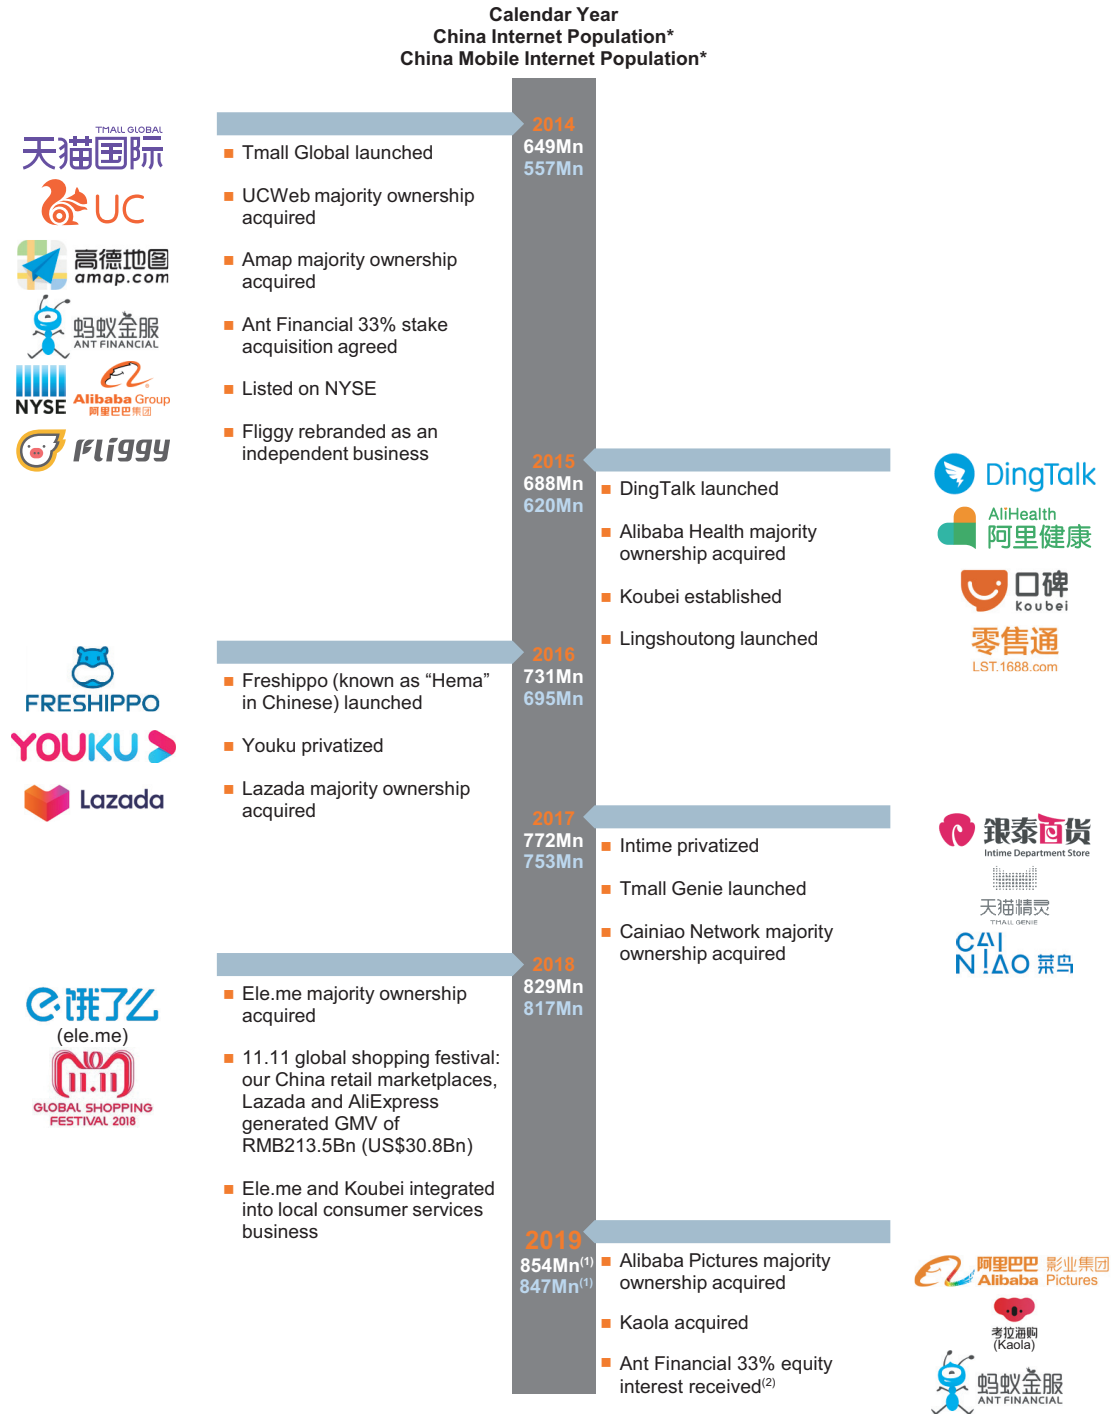 Calendar Year
China Internet Population*
China Mobile Internet Population*
2014
649Mn
557Mn
TMALL GLOBAL
天猫国际
UC
高德地图
amap.com
蚂蚁金服
ANT FINANCIAL
NYSE
Alibaba Group
阿里巴巴集团
Fliggy
■ Tmall Global launched
■ UCWeb majority ownership
acquired
■ Amap majority ownership
acquired
■ Ant Financial 33% stake
acquisition agreed
■ Listed on NYSE
■ Fliggy rebranded as an
independent business
2015
688Mn
620Mn
■ DingTalk launched
■ Alibaba Health majority
ownership acquired
■ Koubei established
■ Lingshoutong launched
DingTalk
AliHealth
阿里健康
口碑
Koubei
零售通
LST.1688.com
2016
731Mn
695Mn
FRESHIPPO
YOUKU
Lazada
■ Freshippo (known as “Hema”
in Chinese) launched
■ Youku privatized
■ Lazada majority ownership
acquired
2017
772Mn
753Mn
■ Intime privatized
■ Tmall Genie launched
■ Cainiao Network majority
ownership acquired
银泰百货
Intime Department Store
天猫精灵
TMALL GENIE
CAI
NIAO 菜鸟
2018
829Mn
817Mn
饿了么
(ele.me)
11.11
GLOBAL SHOPPING
FESTIVAL 2018
■ Ele.me majority ownership
acquired
■ 11.11 global shopping festival:
our China retail marketplaces,
Lazada and AliExpress
generated GMV of
RMB213.5Bn (US$30.8Bn)
■ Ele.me and Koubei integrated
into local consumer services
business
2019
854Mn(1)
847Mn(1)
■ Alibaba Pictures majority
ownership acquired
■ Kaola acquired
■ Ant Financial 33% equity
interest received(2)
阿里巴巴 影业集团
Alibaba Pictures
考拉海购
(Kaola)
蚂蚁金服
ANT FINANCIAL